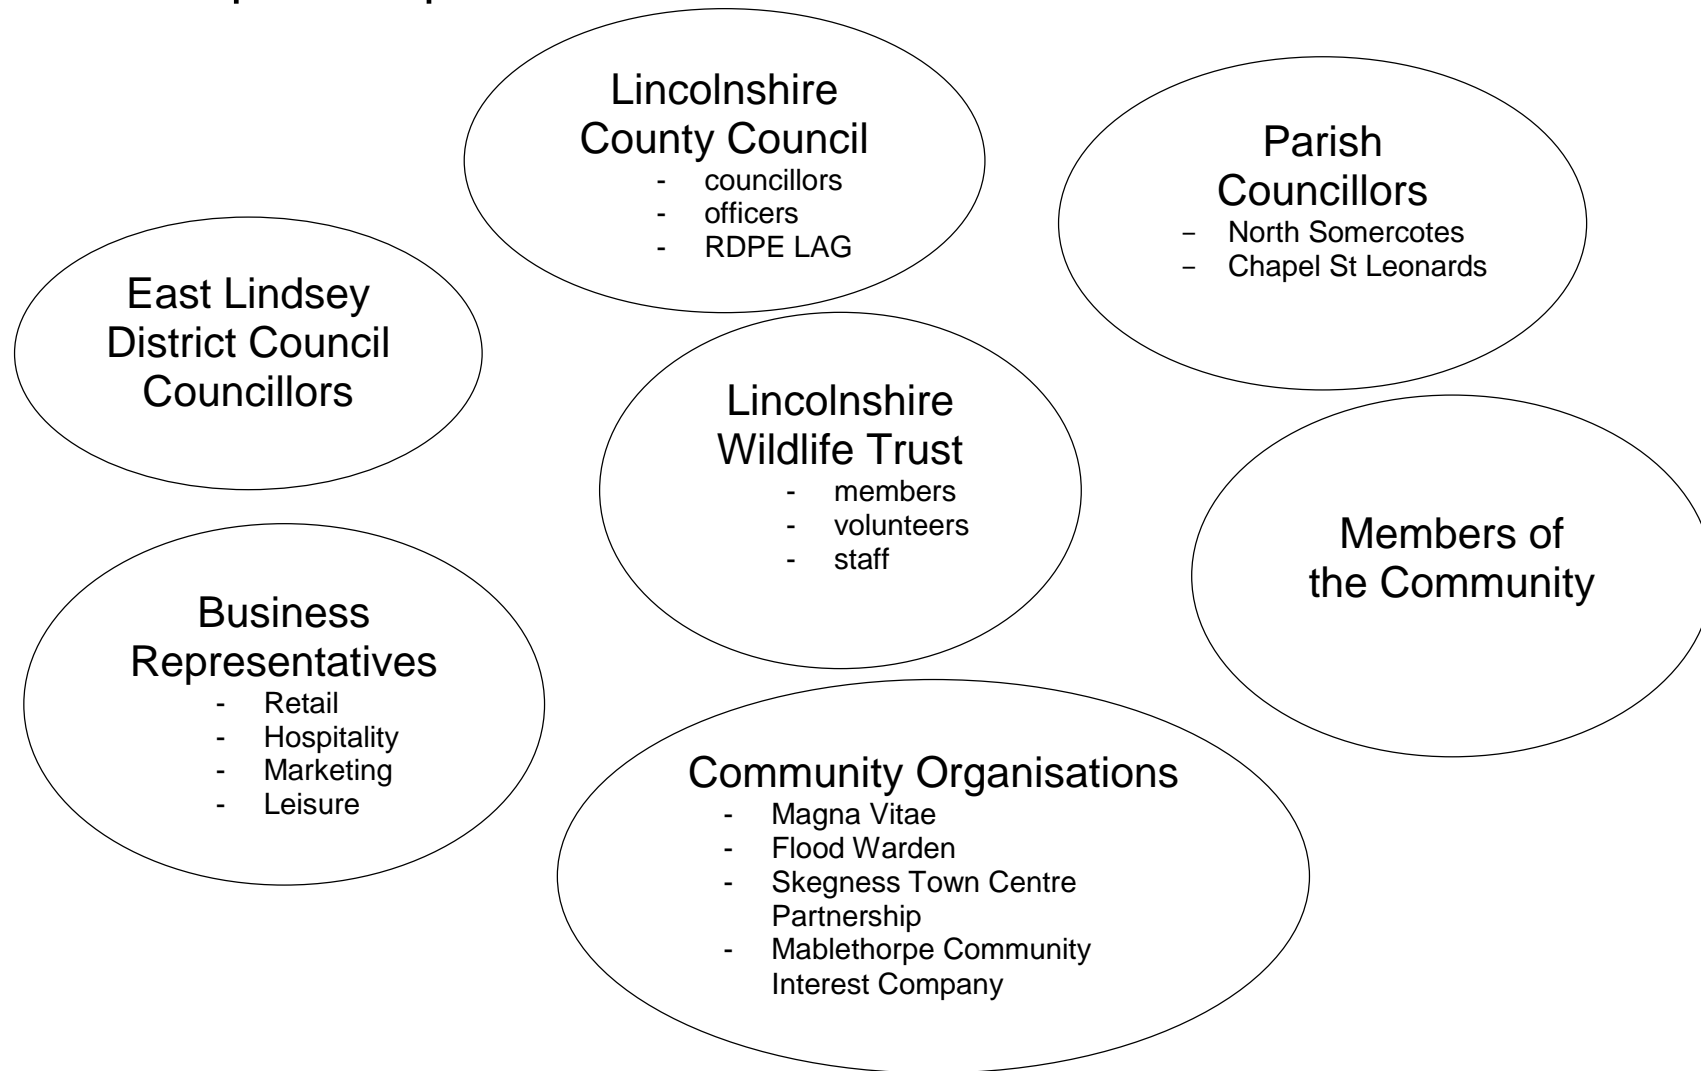 Lincolnshire
County Council
- councillors
- officers
- RDPE LAG
Parish
Councillors
– North Somercotes
– Chapel St Leonards
East Lindsey
District Council
Councillors
Lincolnshire
Wildlife Trust
- members
- volunteers
- staff
Members of
the Community
Business
Representatives
- Retail
- Hospitality
- Marketing
- Leisure
Community Organisations
- Magna Vitae
- Flood Warden
- Skegness Town Centre
Partnership
- Mablethorpe Community
Interest Company